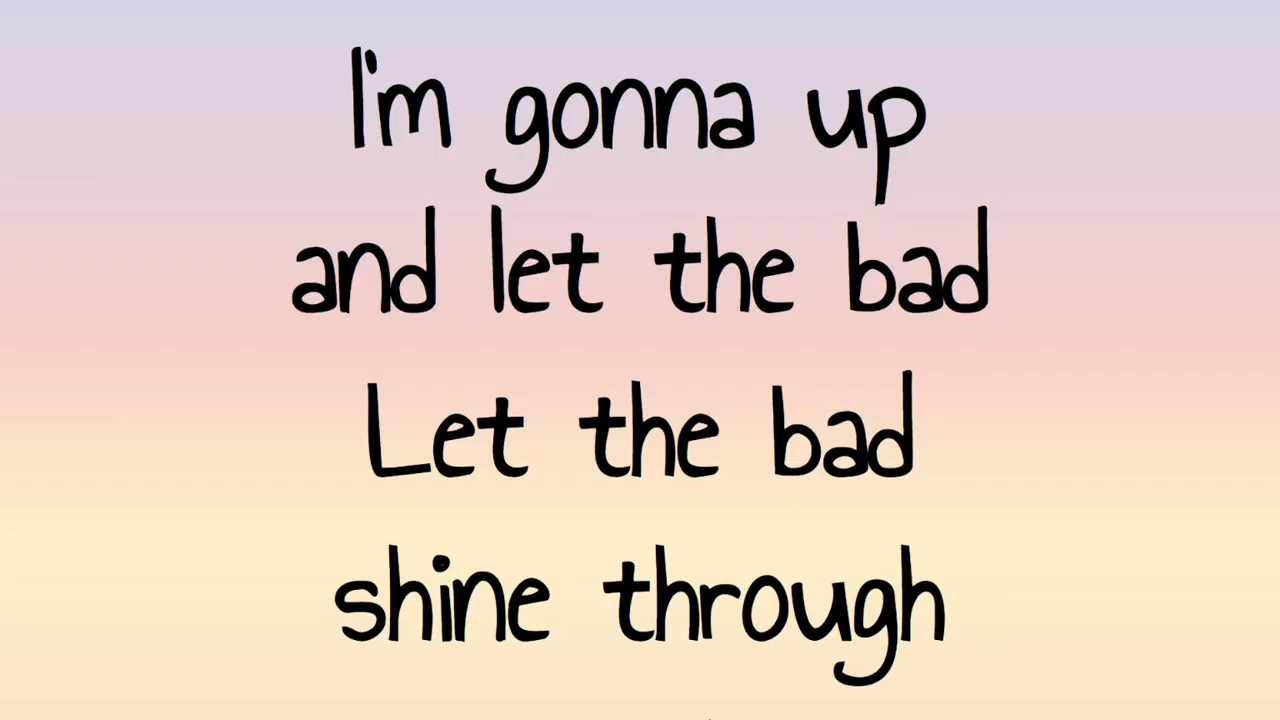 I'm gonna up
and let the bad
Let the bad
shine through